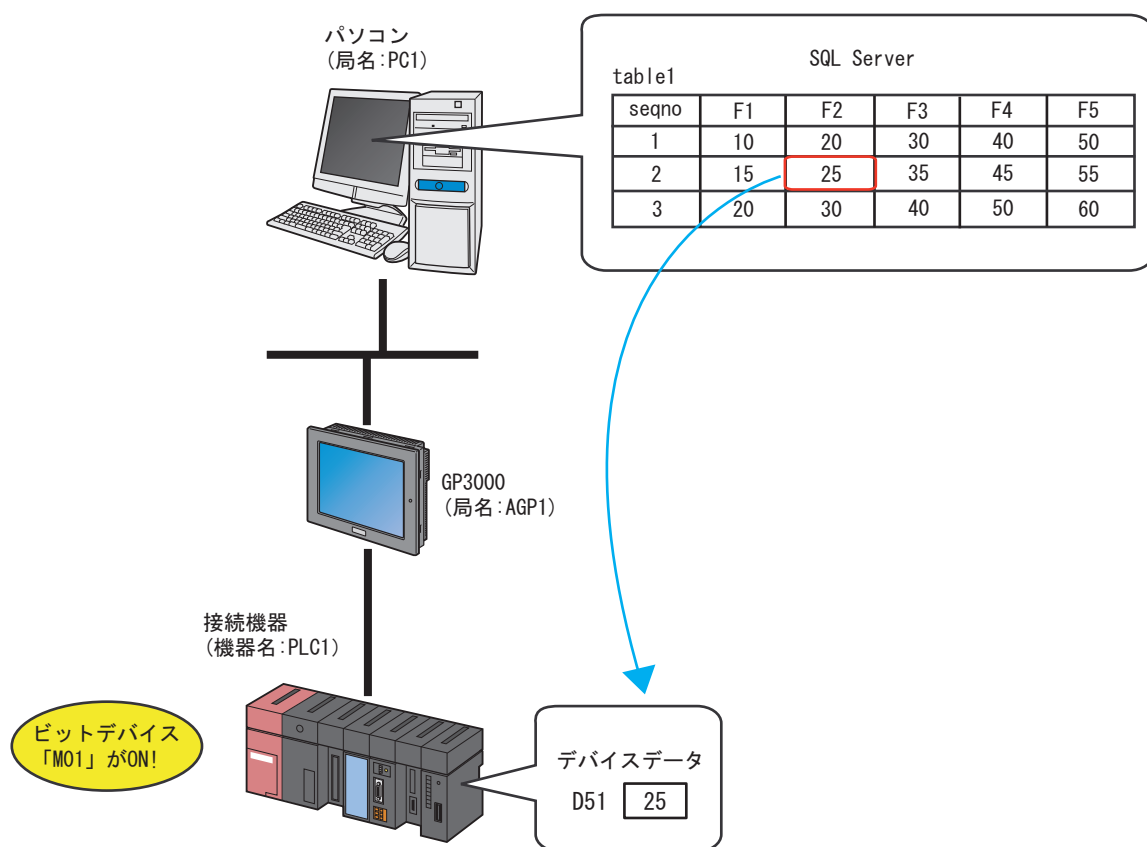 パソコン
(局名:PC1)
SQL Server
table1
seqno F1 F2 F3 F4 F5
1 10 20 30 40 50
2 15 25 35 45 55
3 20 30 40 50 60
GP3000
(局名:AGP1)
接続機器
(機器名:PLC1)
ビットデバイス
「M01」がON!
デバイスデータ
D51 25